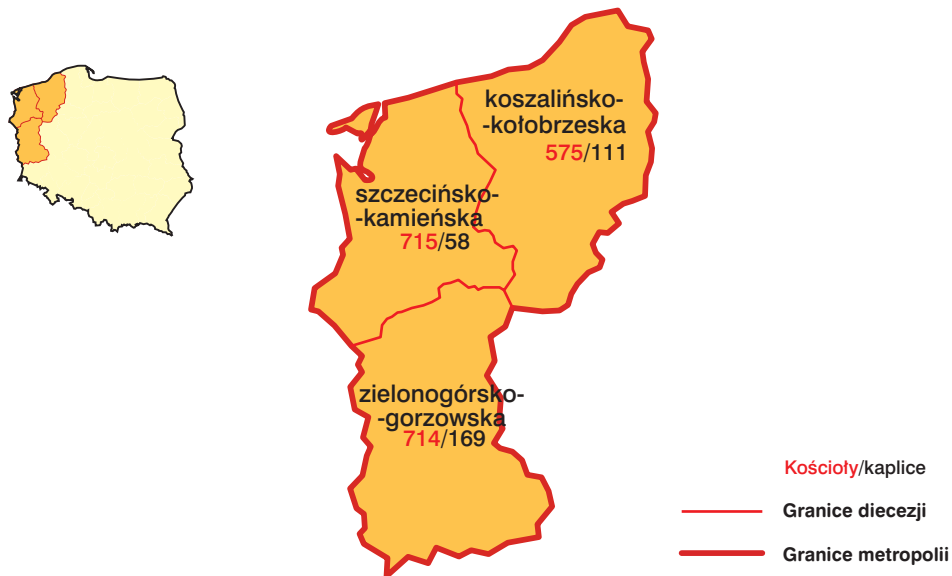 koszalińsko-
-kołobrzeska
575/111
szczecińsko-
-kamieńska
715/58
zielonogórsko-
-gorzowska
714/169
Kościoły/kaplice
Granice diecezji
Granice metropolii